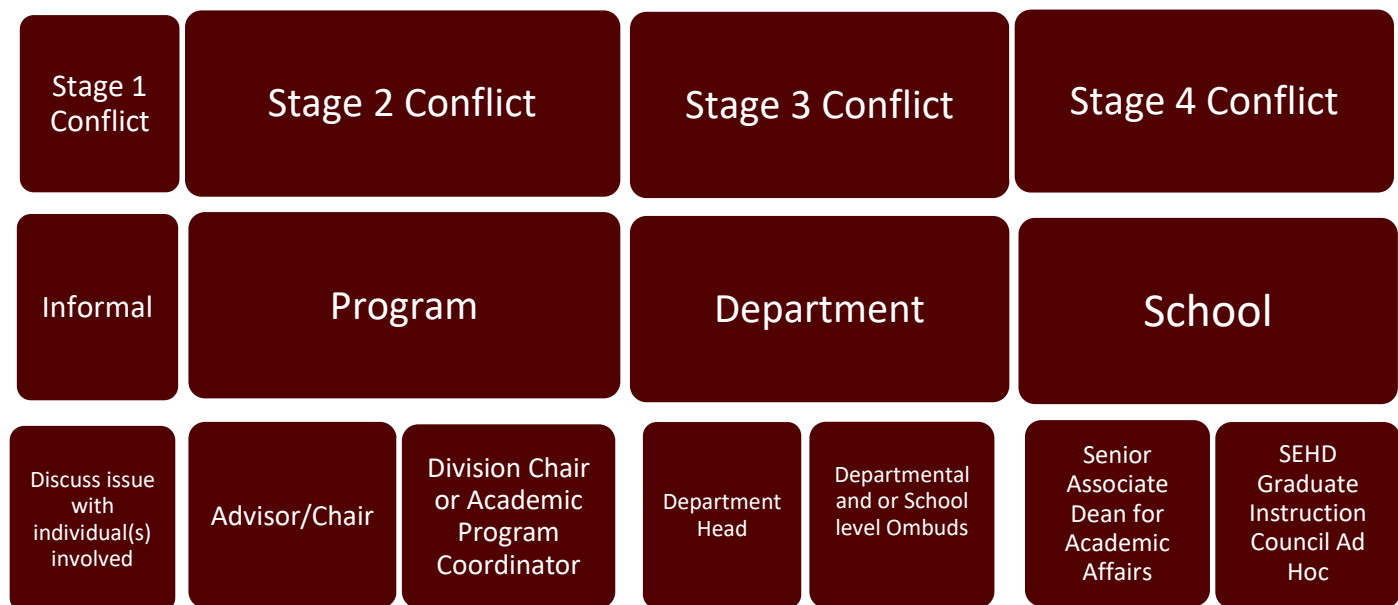 Stage 1
Conflict
Stage 2 Conflict
Stage 3 Conflict
Stage 4 Conflict
Informal
Program
Department
School
Discuss issue
with
individual(s)
involved
Advisor/Chair
Division Chair
or Academic
Program
Coordinator
Department
Head
Departmental
and or School
level Ombuds
Senior
Associate
Dean for
Academic
Affairs
SEHD
Graduate
Instruction
Council Ad
Hoc